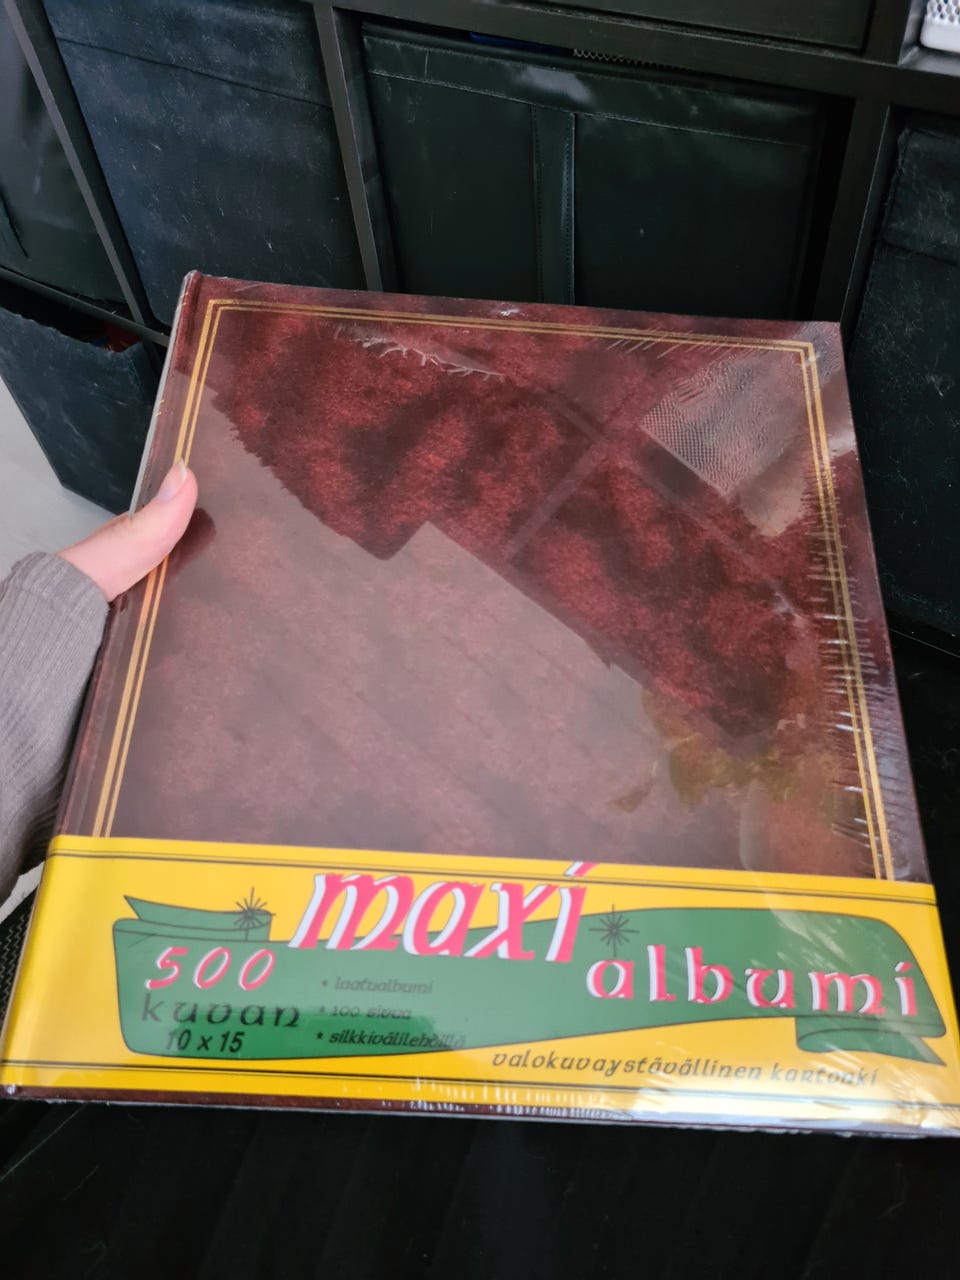 maxi
albumi
500
kuvan
10 x 15
* laatualbumi
* 100 sivua
* silkkivälilehdillä
valokuvaystävällinen kartonki